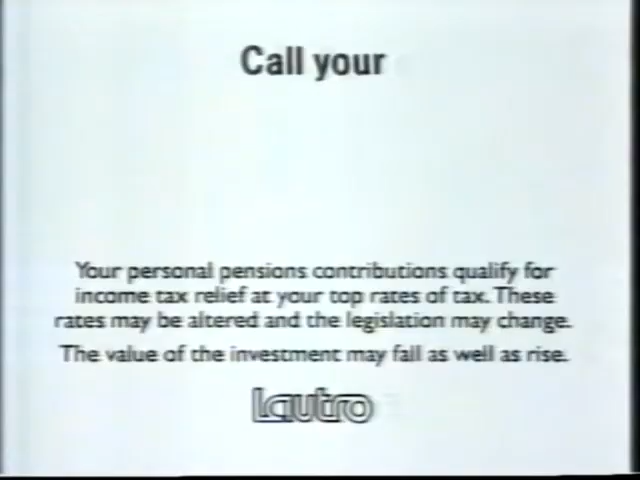 Call your
Your personal pensions contributions qualify for
income tax relief at your top rates of tax. These
rates may be altered and the legislation may change.
The value of the investment may fall as well as rise.
Lautro